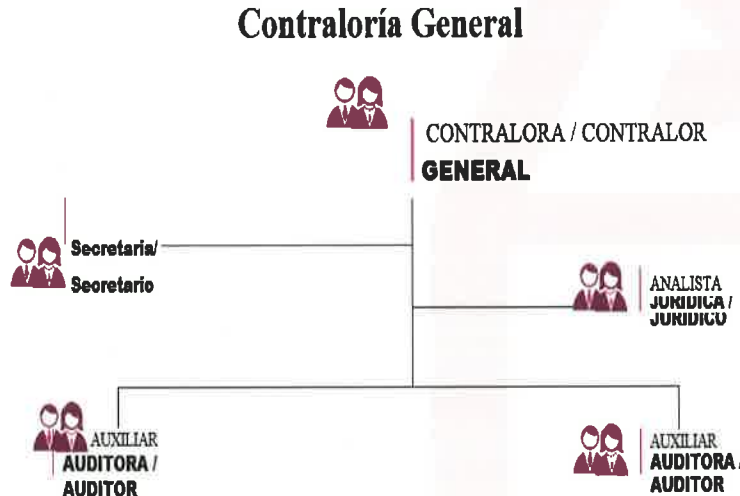 Contraloría General
CONTRALORA / CONTRALOR
GENERAL
Secretaria/
Secretario
ANALISTA
JURIDICA /
JURIDICO
AUXILIAR
AUDITORA /
AUDITOR
AUXILIAR
AUDITORA /
AUDITOR